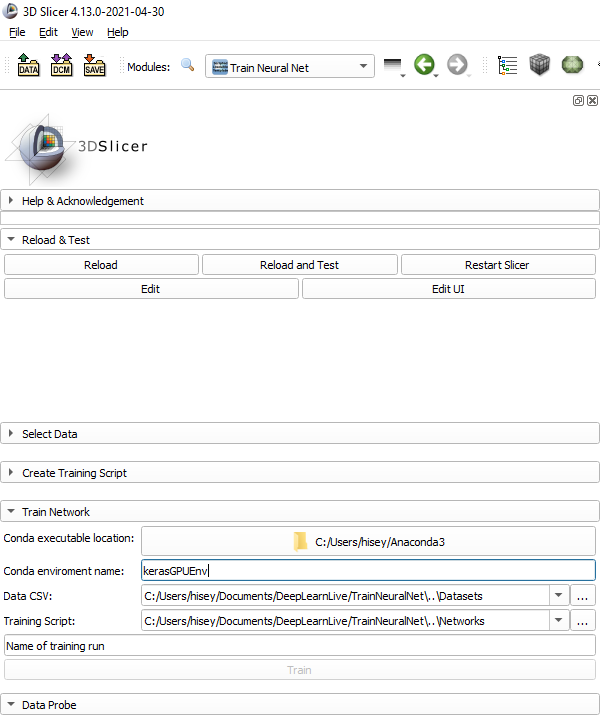 3D Slicer 4.13.0-2021-04-30
File Edit View Help
DATA DCM SAVE Modules: Train Neural Net
3DSlicer
Help & Acknowledgement
Reload & Test
Reload Reload and Test Restart Slicer
Edit Edit UI
Select Data
Create Training Script
Train Network
Conda executable location: C:/Users/hisey/Anaconda3
Conda enviroment name: kerasGPUEnv
Data CSV: C:/Users/hisey/Documents/DeepLearnLive/TrainNeuralNet\..\Datasets ...
Training Script: C:/Users/hisey/Documents/DeepLearnLive/TrainNeuralNet\..\Networks ...
Name of training run
Train
Data Probe